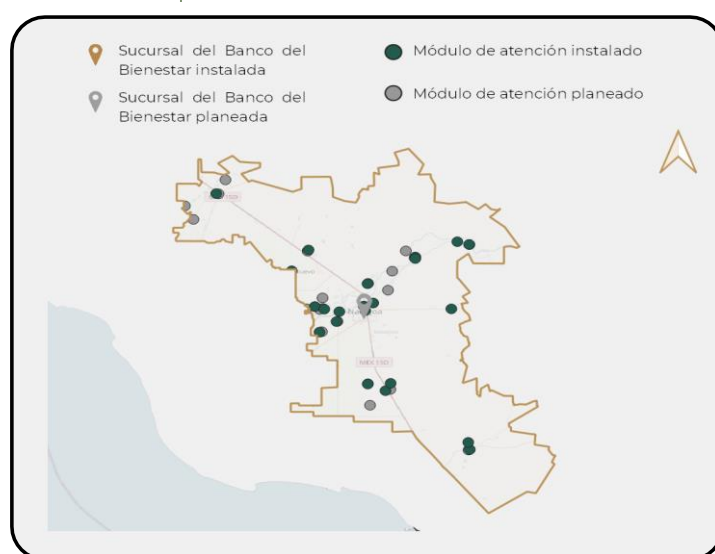 Sucursal del Banco del
Bienestar instalada
Sucursal del Banco del
Bienestar planeada
Módulo de atención instalado
Módulo de atención planeado